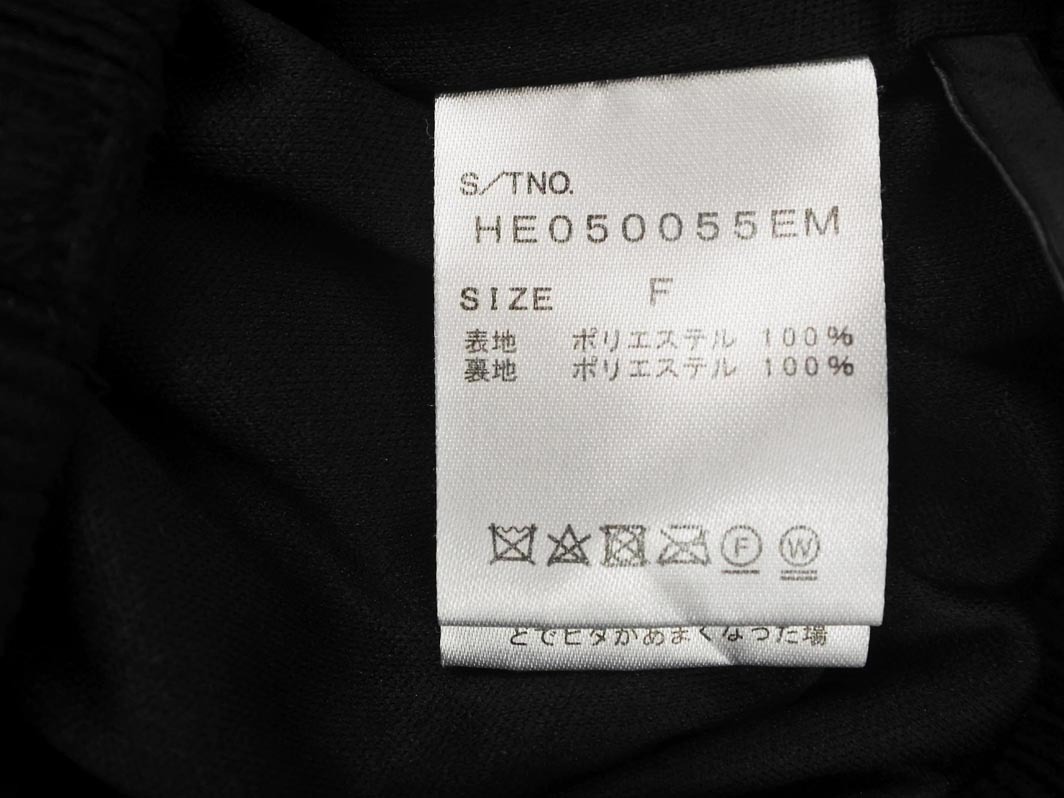 S/TNO.
HE050055EM
SIZE F
表地 ポリエステル 100%
裏地 ポリエステル 100%
F W
どでヒダがあまくなった場